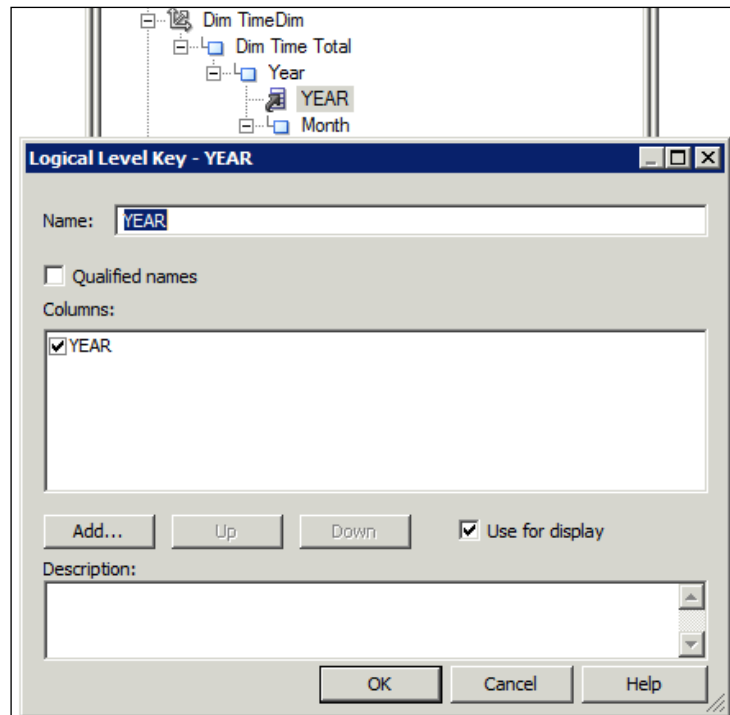 Dim TimeDim
Dim Time Total
Year
YEAR
Month
Logical Level Key - YEAR
Name: YEAR
Qualified names
Columns:
YEAR
Add... Up Down Use for display
Description:
OK Cancel Help